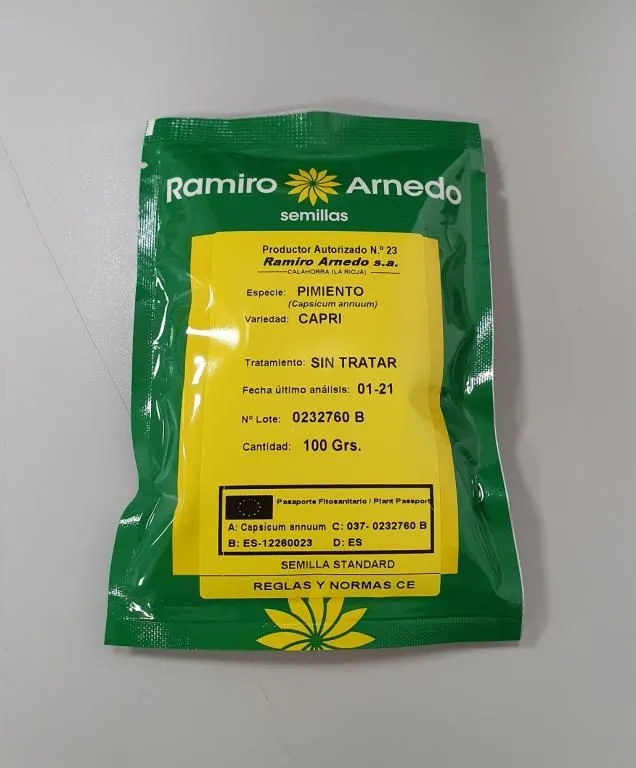 Ramiro Arnedo
semillas
Productor Autorizado N.º 23
Ramiro Arnedo s.a.
CALAHORRA (LA RIOJA)
Especie: PIMIENTO
(Capsicum annuum)
Variedad: CAPRI
Tratamiento: SIN TRATAR
Fecha último análisis: 01-21
Nº Lote: 0232760 B
Cantidad: 100 Grs.
Pasaporte Fitosanitario / Plant Passport
A: Capsicum annuum C: 037- 0232760 B
B: ES-12260023 D: ES
SEMILLA STANDARD
REGLAS Y NORMAS CE